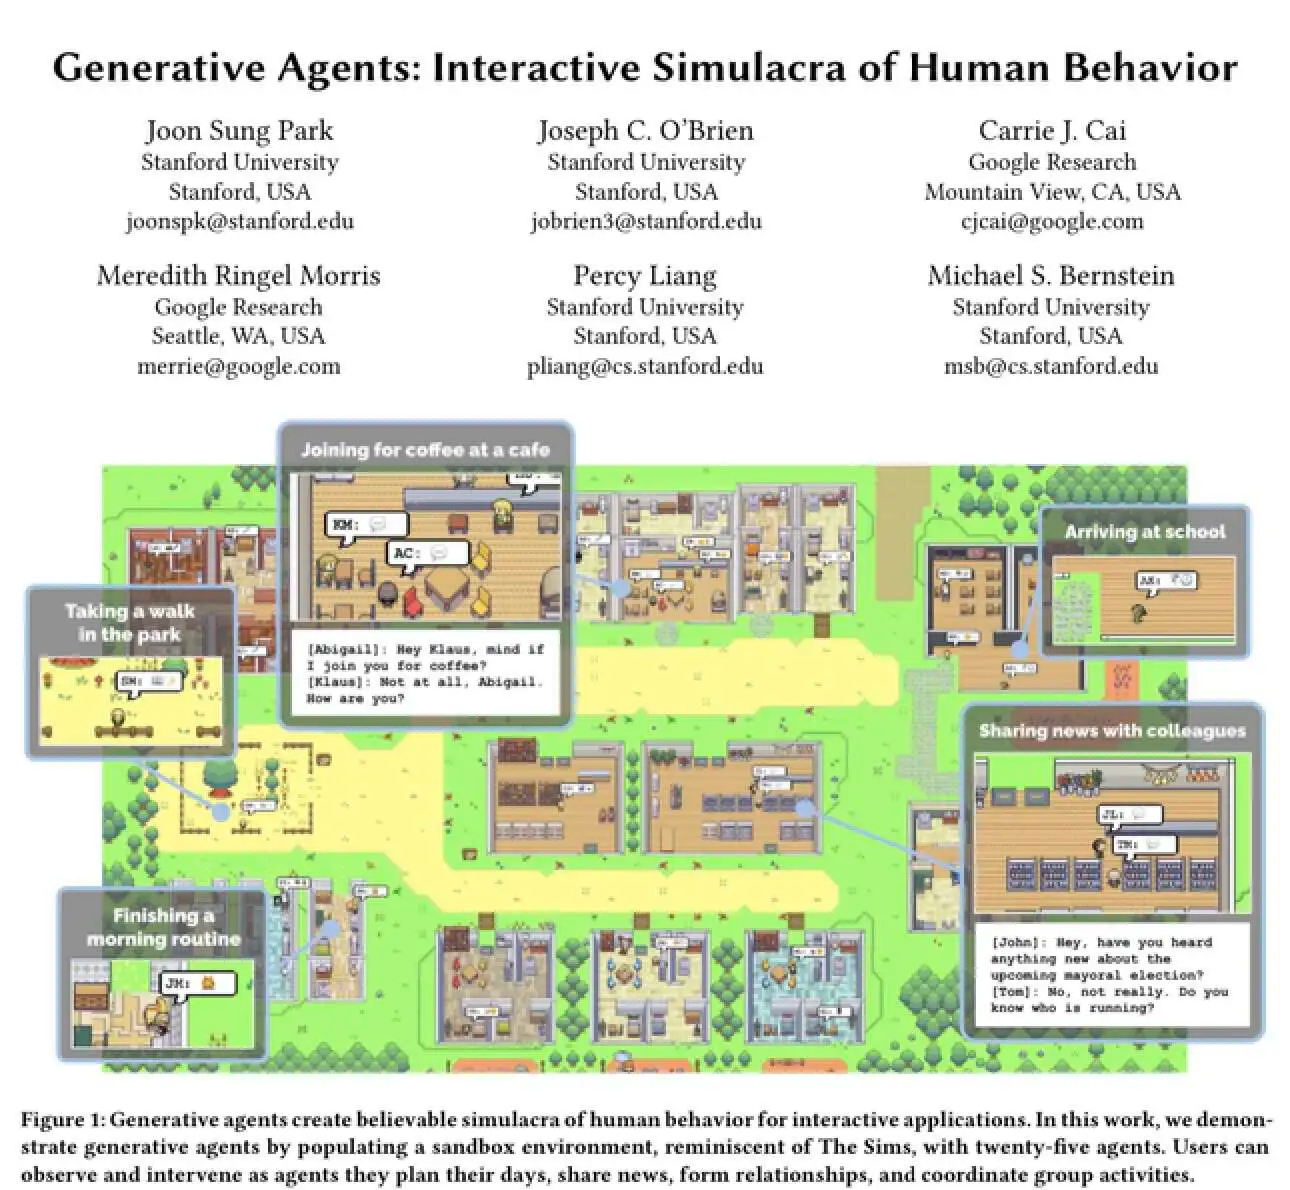 Generative Agents: Interactive Simulacra of Human Behavior
Joon Sung Park
Stanford University
Stanford, USA
joonspk@stanford.edu
Joseph C. O'Brien
Stanford University
Stanford, USA
jobrien3@stanford.edu
Carrie J. Cai
Google Research
Mountain View, CA, USA
cjcai@google.com
Meredith Ringel Morris
Google Research
Seattle, WA, USA
merrie@google.com
Percy Liang
Stanford University
Stanford, USA
pliang@cs.stanford.edu
Michael S. Bernstein
Stanford University
Stanford, USA
msb@cs.stanford.edu
Joining for coffee at a cafe
KM:
AC:
[Abigail]: Hey Klaus, mind if
I join you for coffee?
[Klaus]: Not at all, Abigail.
How are you?
Arriving at school
AK:
Taking a walk
in the park
SM:
Sharing news with colleagues
JL:
TM:
[John]: Hey, have you heard
anything new about the
upcoming mayoral election?
[Tom]: No, not really. Do you
know who is running?
Finishing a
morning routine
JM:
Figure 1: Generative agents create believable simulacra of human behavior for interactive applications. In this work, we demon-
strate generative agents by populating a sandbox environment, reminiscent of The Sims, with twenty-five agents. Users can
observe and intervene as agents they plan their days, share news, form relationships, and coordinate group activities.